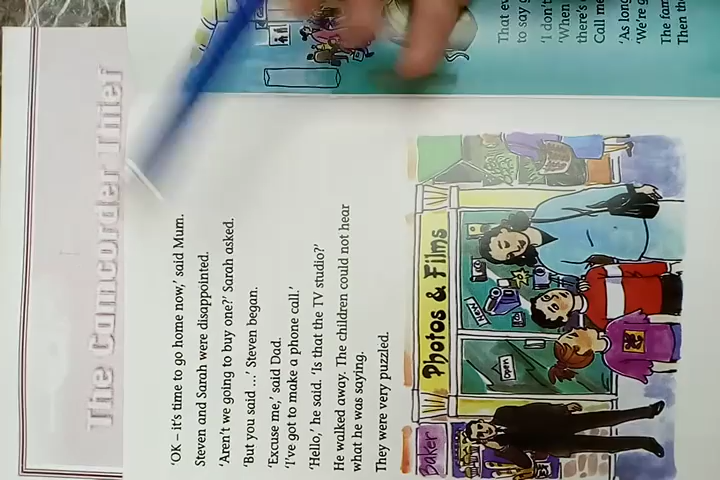 The Camcorder Thief
'OK – it's time to go home now,' said Mum.
Steven and Sarah were disappointed.
'Aren't we going to buy one?' Sarah asked.
'But you said ...' Steven began.
'Excuse me,' said Dad.
'I've got to make a phone call.'
'Hello,' he said. 'Is that the TV studio?'
He walked away. The children could not hear
what he was saying.
They were very puzzled.
Baker
Photos & Films
open
New!
That ev
to say g
'I don't
'When
there's
Call me
'As long
'We're g
The fam
Then th